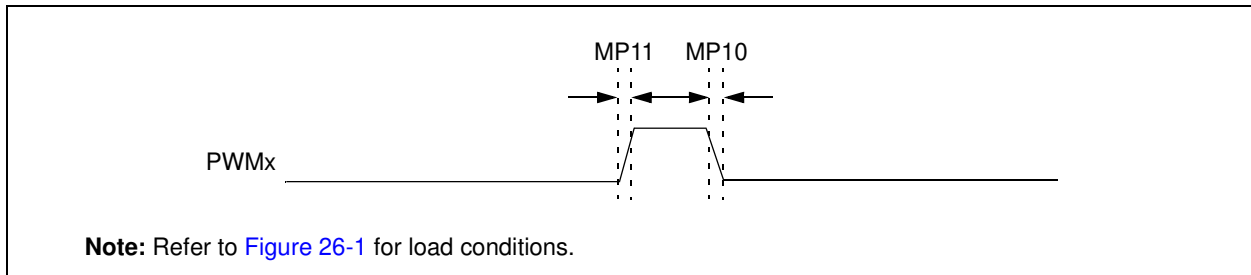 MP11 MP10
PWMx
Note: Refer to Figure 26-1 for load conditions.